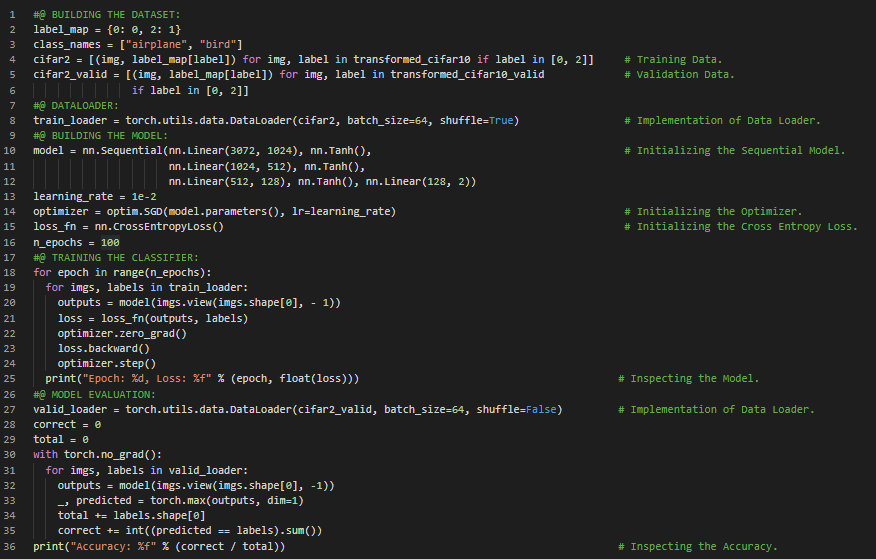 1 #@ BUILDING THE DATASET:
2 label_map = {0: 0, 2: 1}
3 class_names = ["airplane", "bird"]
4 cifar2 = [(img, label_map[label]) for img, label in transformed_cifar10 if label in [0, 2]] # Training Data.
5 cifar2_valid = [(img, label_map[label]) for img, label in transformed_cifar10_valid # Validation Data.
6 if label in [0, 2]]
7 #@ DATALOADER:
8 train_loader = torch.utils.data.DataLoader(cifar2, batch_size=64, shuffle=True) # Implementation of Data Loader.
9 #@ BUILDING THE MODEL:
10 model = nn.Sequential(nn.Linear(3072, 1024), nn.Tanh(), # Initializing the Sequential Model.
11 nn.Linear(1024, 512), nn.Tanh(),
12 nn.Linear(512, 128), nn.Tanh(), nn.Linear(128, 2))
13 learning_rate = 1e-2
14 optimizer = optim.SGD(model.parameters(), lr=learning_rate) # Initializing the Optimizer.
15 loss_fn = nn.CrossEntropyLoss() # Initializing the Cross Entropy Loss.
16 n_epochs = 100
17 #@ TRAINING THE CLASSIFIER:
18 for epoch in range(n_epochs):
19 for imgs, labels in train_loader:
20 outputs = model(imgs.view(imgs.shape[0], - 1))
21 loss = loss_fn(outputs, labels)
22 optimizer.zero_grad()
23 loss.backward()
24 optimizer.step()
25 print("Epoch: %d, Loss: %f" % (epoch, float(loss))) # Inspecting the Model.
26 #@ MODEL EVALUATION:
27 valid_loader = torch.utils.data.DataLoader(cifar2_valid, batch_size=64, shuffle=False) # Implementation of Data Loader.
28 correct = 0
29 total = 0
30 with torch.no_grad():
31 for imgs, labels in valid_loader:
32 outputs = model(imgs.view(imgs.shape[0], -1))
33 _, predicted = torch.max(outputs, dim=1)
34 total += labels.shape[0]
35 correct += int((predicted == labels).sum())
36 print("Accuracy: %f" % (correct / total)) # Inspecting the Accuracy.